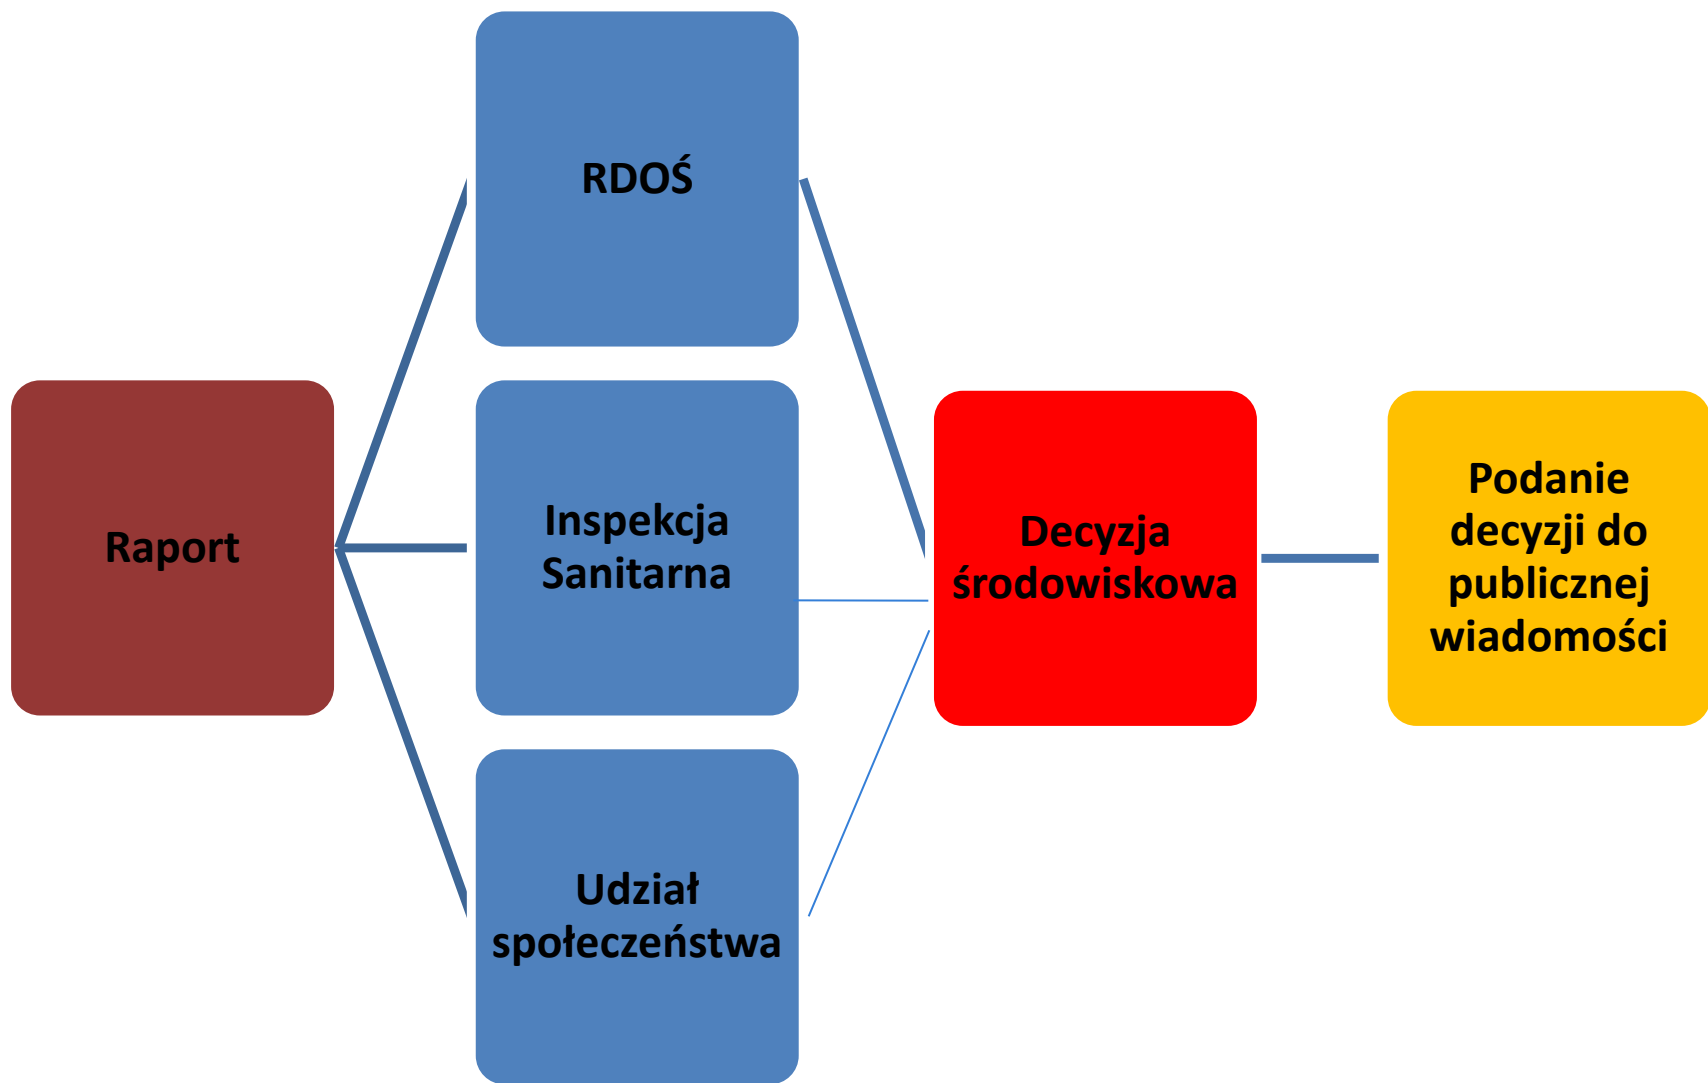 Raport
RDOŚ
Inspekcja
Sanitarna
Udział
społeczeństwa
Decyzja
środowiskowa
Podanie
decyzji do
publicznej
wiadomości